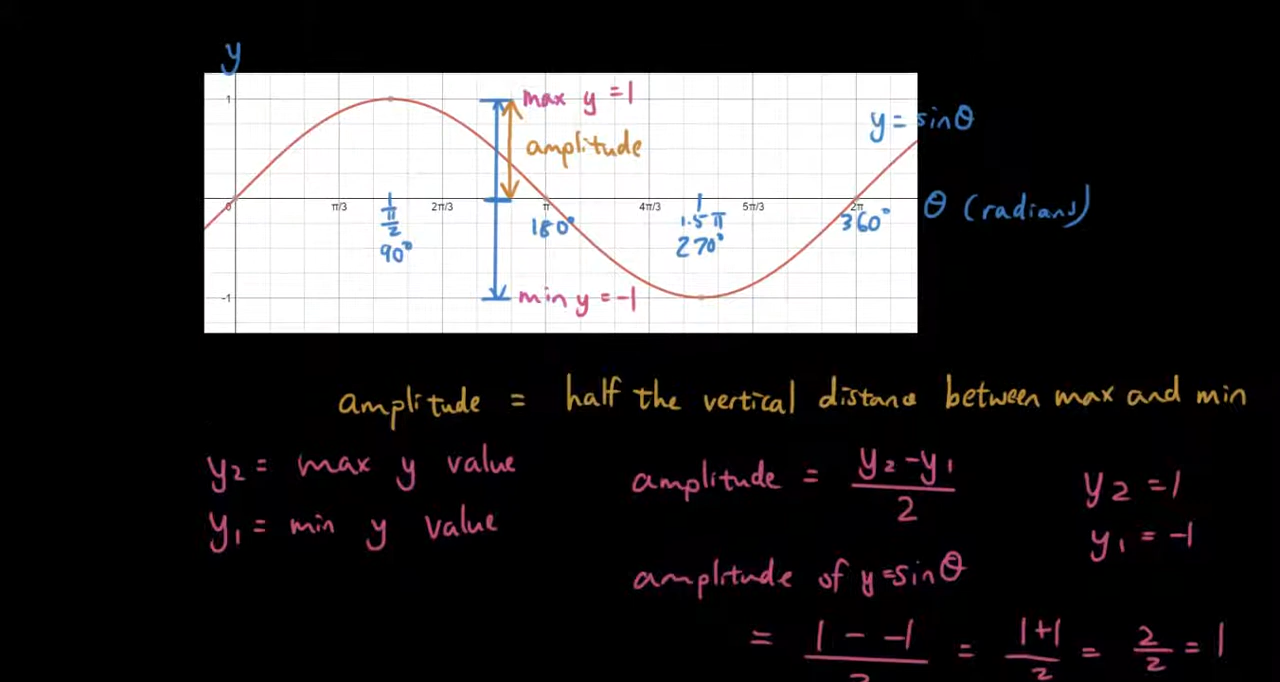 y
1
max y = 1
y = sinθ
amplitude
0
π/3
2π/3
π
4π/3
5π/3
2π
π/2
90°
180°
1.5π
270°
360°
θ (radians)
-1
min y = -1
amplitude = half the vertical distance between max and min
y2 = max y value
y1 = min y value
amplitude = y2 - y1 / 2
y2 = 1
y1 = -1
amplitude of y=sinθ
= 1 - -1 / 2 = 1+1 / 2 = 2/2 = 1